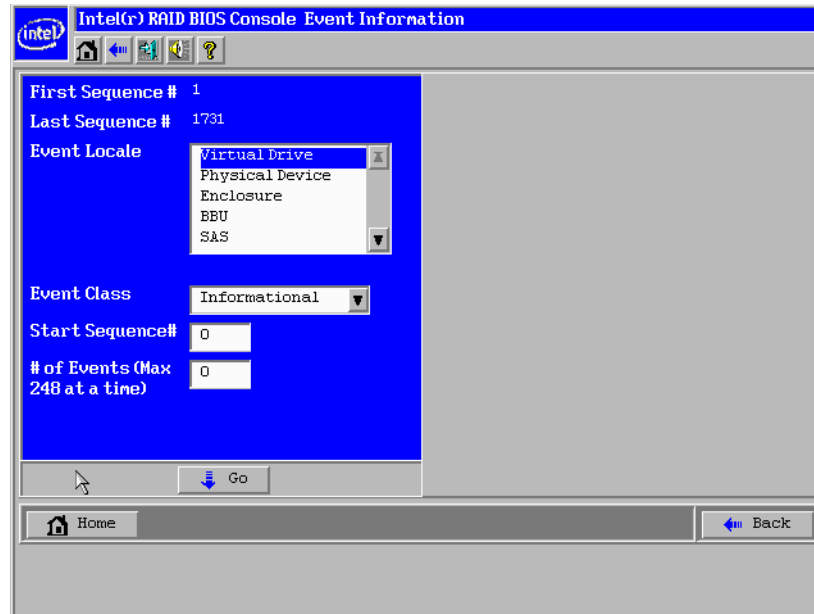 intel
Intel(r) RAID BIOS Console Event Information
?
First Sequence # 1
Last Sequence # 1731
Event Locale
Virtual Drive
Physical Device
Enclosure
BBU
SAS
Event Class Informational
Start Sequence# 0
# of Events (Max 248 at a time) 0
Go
Home
Back